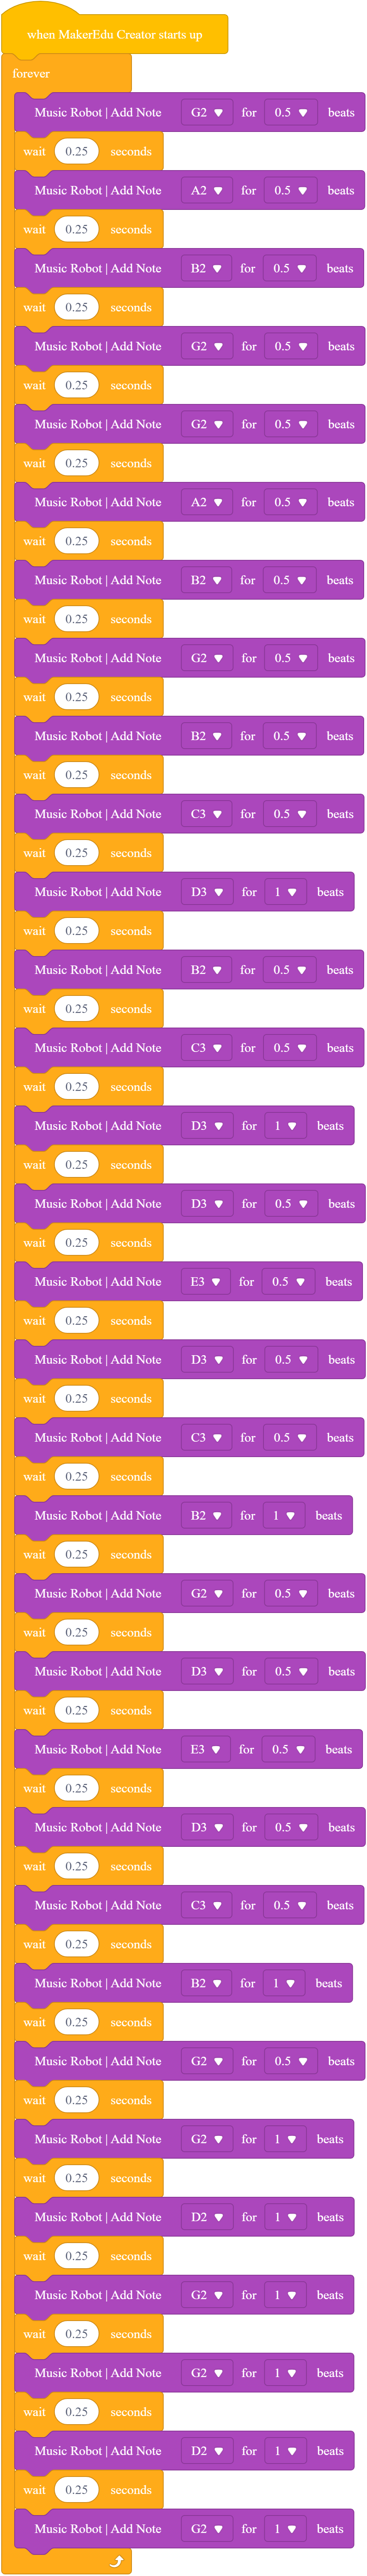 when MakerEdu Creator starts up
forever
Music Robot | Add Note G2 for 0.5 beats
wait 0.25 seconds
Music Robot | Add Note A2 for 0.5 beats
wait 0.25 seconds
Music Robot | Add Note B2 for 0.5 beats
wait 0.25 seconds
Music Robot | Add Note G2 for 0.5 beats
wait 0.25 seconds
Music Robot | Add Note G2 for 0.5 beats
wait 0.25 seconds
Music Robot | Add Note A2 for 0.5 beats
wait 0.25 seconds
Music Robot | Add Note B2 for 0.5 beats
wait 0.25 seconds
Music Robot | Add Note G2 for 0.5 beats
wait 0.25 seconds
Music Robot | Add Note B2 for 0.5 beats
wait 0.25 seconds
Music Robot | Add Note C3 for 0.5 beats
wait 0.25 seconds
Music Robot | Add Note D3 for 1 beats
wait 0.25 seconds
Music Robot | Add Note B2 for 0.5 beats
wait 0.25 seconds
Music Robot | Add Note C3 for 0.5 beats
wait 0.25 seconds
Music Robot | Add Note D3 for 1 beats
wait 0.25 seconds
Music Robot | Add Note D3 for 0.5 beats
wait 0.25 seconds
Music Robot | Add Note E3 for 0.5 beats
wait 0.25 seconds
Music Robot | Add Note D3 for 0.5 beats
wait 0.25 seconds
Music Robot | Add Note C3 for 0.5 beats
wait 0.25 seconds
Music Robot | Add Note B2 for 1 beats
wait 0.25 seconds
Music Robot | Add Note G2 for 0.5 beats
wait 0.25 seconds
Music Robot | Add Note D3 for 0.5 beats
wait 0.25 seconds
Music Robot | Add Note E3 for 0.5 beats
wait 0.25 seconds
Music Robot | Add Note D3 for 0.5 beats
wait 0.25 seconds
Music Robot | Add Note C3 for 0.5 beats
wait 0.25 seconds
Music Robot | Add Note B2 for 1 beats
wait 0.25 seconds
Music Robot | Add Note G2 for 0.5 beats
wait 0.25 seconds
Music Robot | Add Note G2 for 1 beats
wait 0.25 seconds
Music Robot | Add Note D2 for 1 beats
wait 0.25 seconds
Music Robot | Add Note G2 for 1 beats
wait 0.25 seconds
Music Robot | Add Note G2 for 1 beats
wait 0.25 seconds
Music Robot | Add Note D2 for 1 beats
wait 0.25 seconds
Music Robot | Add Note G2 for 1 beats